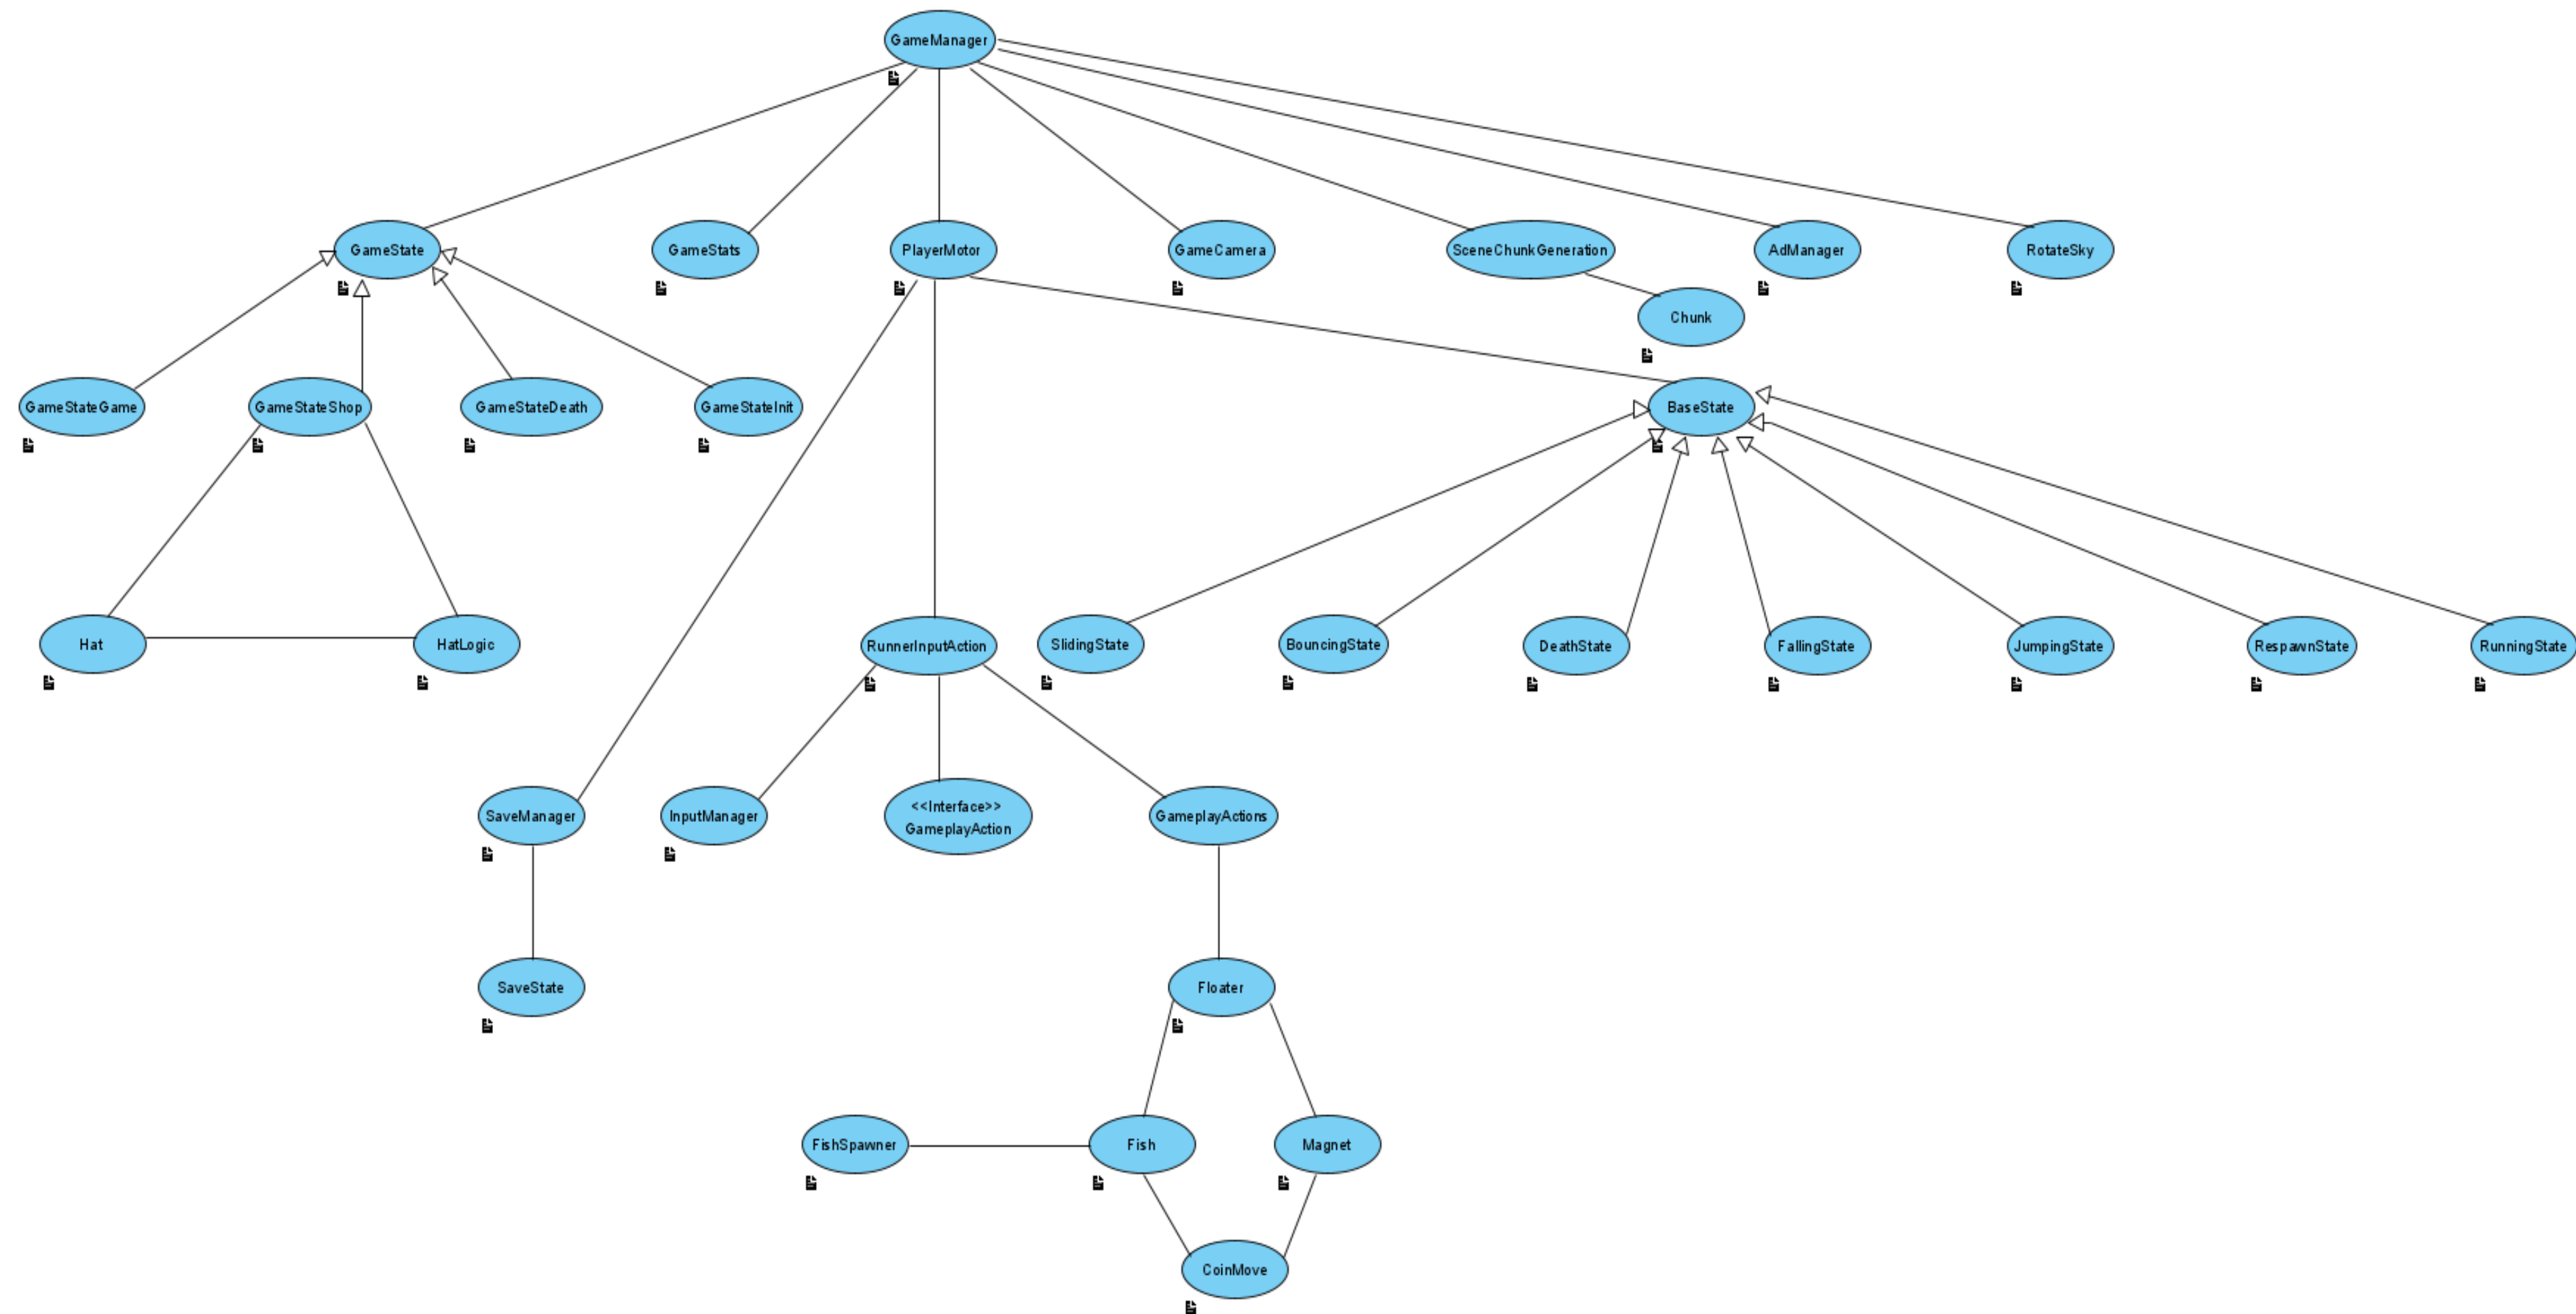 GameManager
GameState
GameStats
PlayerMotor
GameCamera
SceneChunkGeneration
AdManager
RotateSky
Chunk
GameStateGame
GameStateShop
GameStateDeath
GameStateInit
BaseState
Hat
HatLogic
RunnerInputAction
SlidingState
BouncingState
DeathState
FallingState
JumpingState
RespawnState
RunningState
SaveManager
InputManager
<<Interface>>
GameplayAction
GameplayActions
SaveState
Floater
FishSpawner
Fish
Magnet
CoinMove